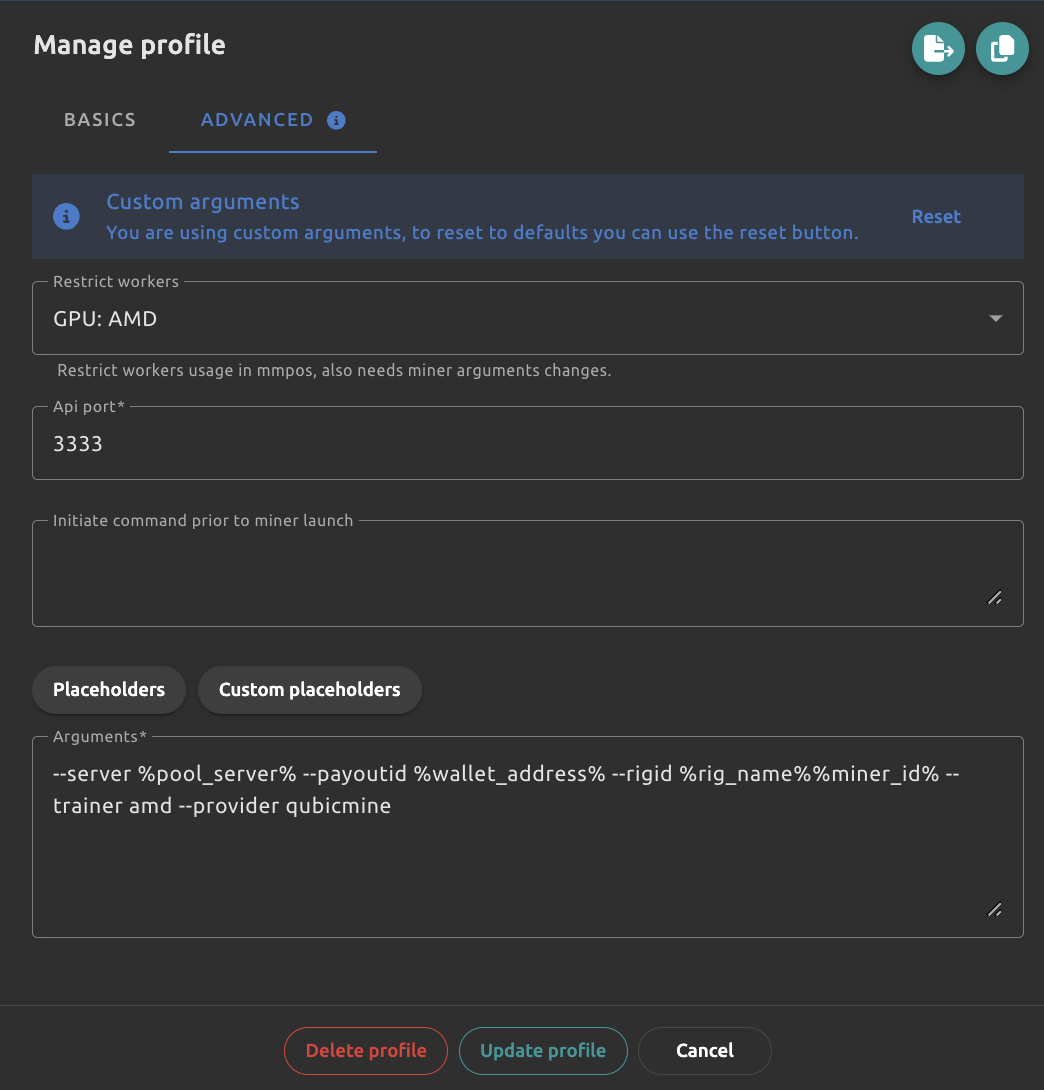 Manage profile
BASICS
ADVANCED
Custom arguments
You are using custom arguments, to reset to defaults you can use the reset button.
Reset
Restrict workers
GPU: AMD
Restrict workers usage in mmpos, also needs miner arguments changes.
Api port*
3333
Initiate command prior to miner launch
Placeholders
Custom placeholders
Arguments*
--server %pool_server% --payoutid %wallet_address% --rigid %rig_name%%miner_id% --
trainer amd --provider qubicmine
Delete profile
Update profile
Cancel